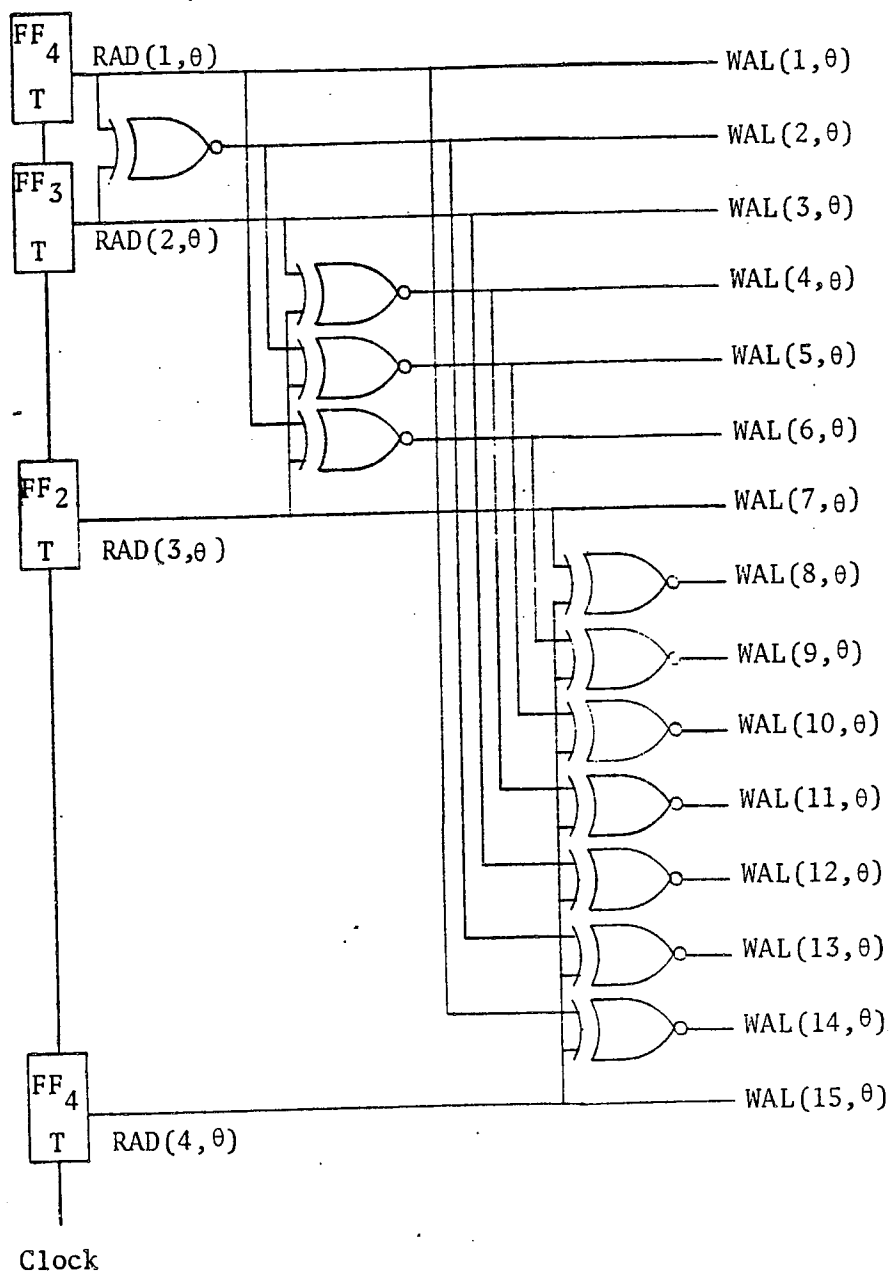 FF4
T
RAD(1,θ)
WAL(1,θ)
WAL(2,θ)
FF3
T
RAD(2,θ)
WAL(3,θ)
WAL(4,θ)
WAL(5,θ)
WAL(6,θ)
FF2
T
RAD(3,θ)
WAL(7,θ)
WAL(8,θ)
WAL(9,θ)
WAL(10,θ)
WAL(11,θ)
WAL(12,θ)
WAL(13,θ)
WAL(14,θ)
FF4
T
RAD(4,θ)
WAL(15,θ)
Clock